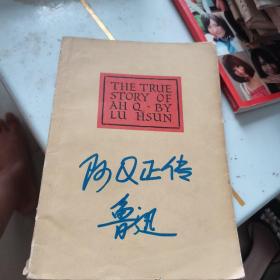 THE TRUE
STORY OF
AH Q · BY
LU HSUN
阿Q正传
鲁迅